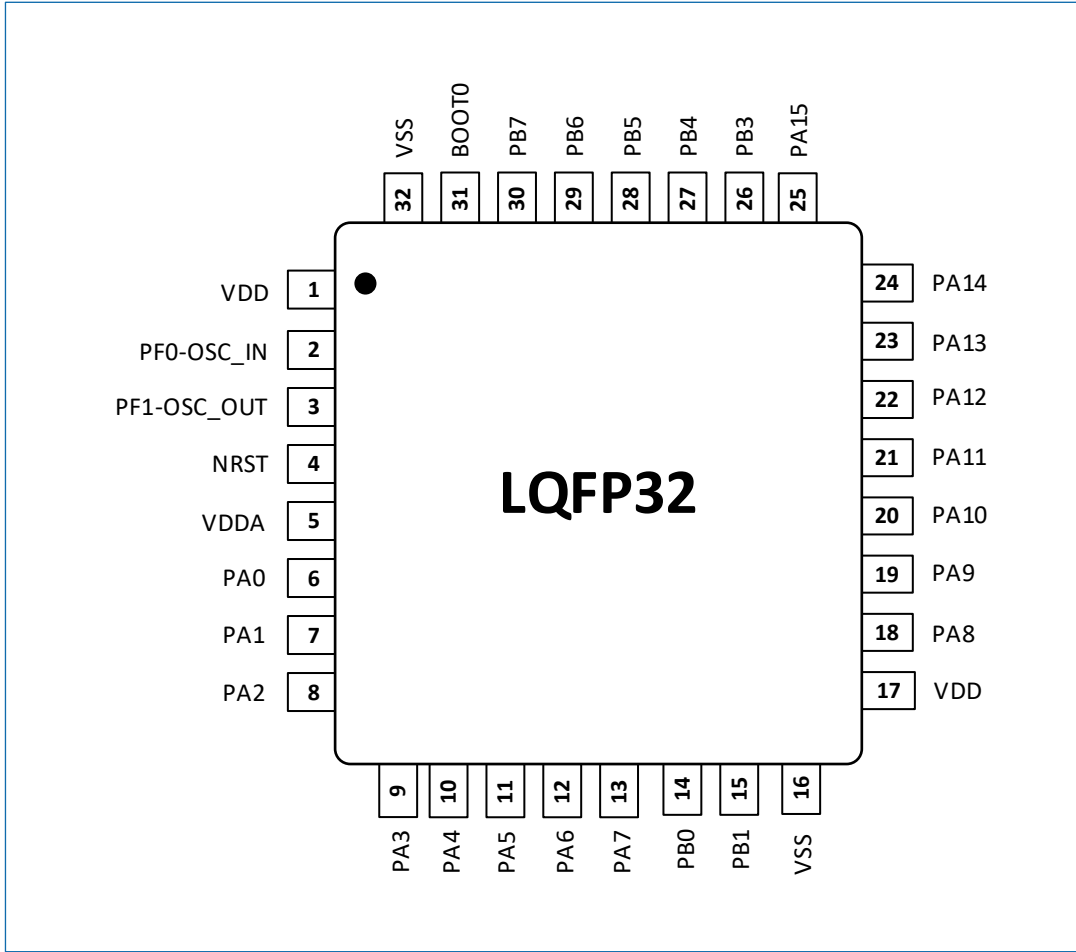 VSS
BOOT0
PB7
PB6
PB5
PB4
PB3
PA15
32
31
30
29
28
27
26
25
VDD 1
PF0-OSC_IN 2
PF1-OSC_OUT 3
NRST 4
VDDA 5
PA0 6
PA1 7
PA2 8
LQFP32
24 PA14
23 PA13
22 PA12
21 PA11
20 PA10
19 PA9
18 PA8
17 VDD
9
10
11
12
13
14
15
16
PA3
PA4
PA5
PA6
PA7
PB0
PB1
VSS